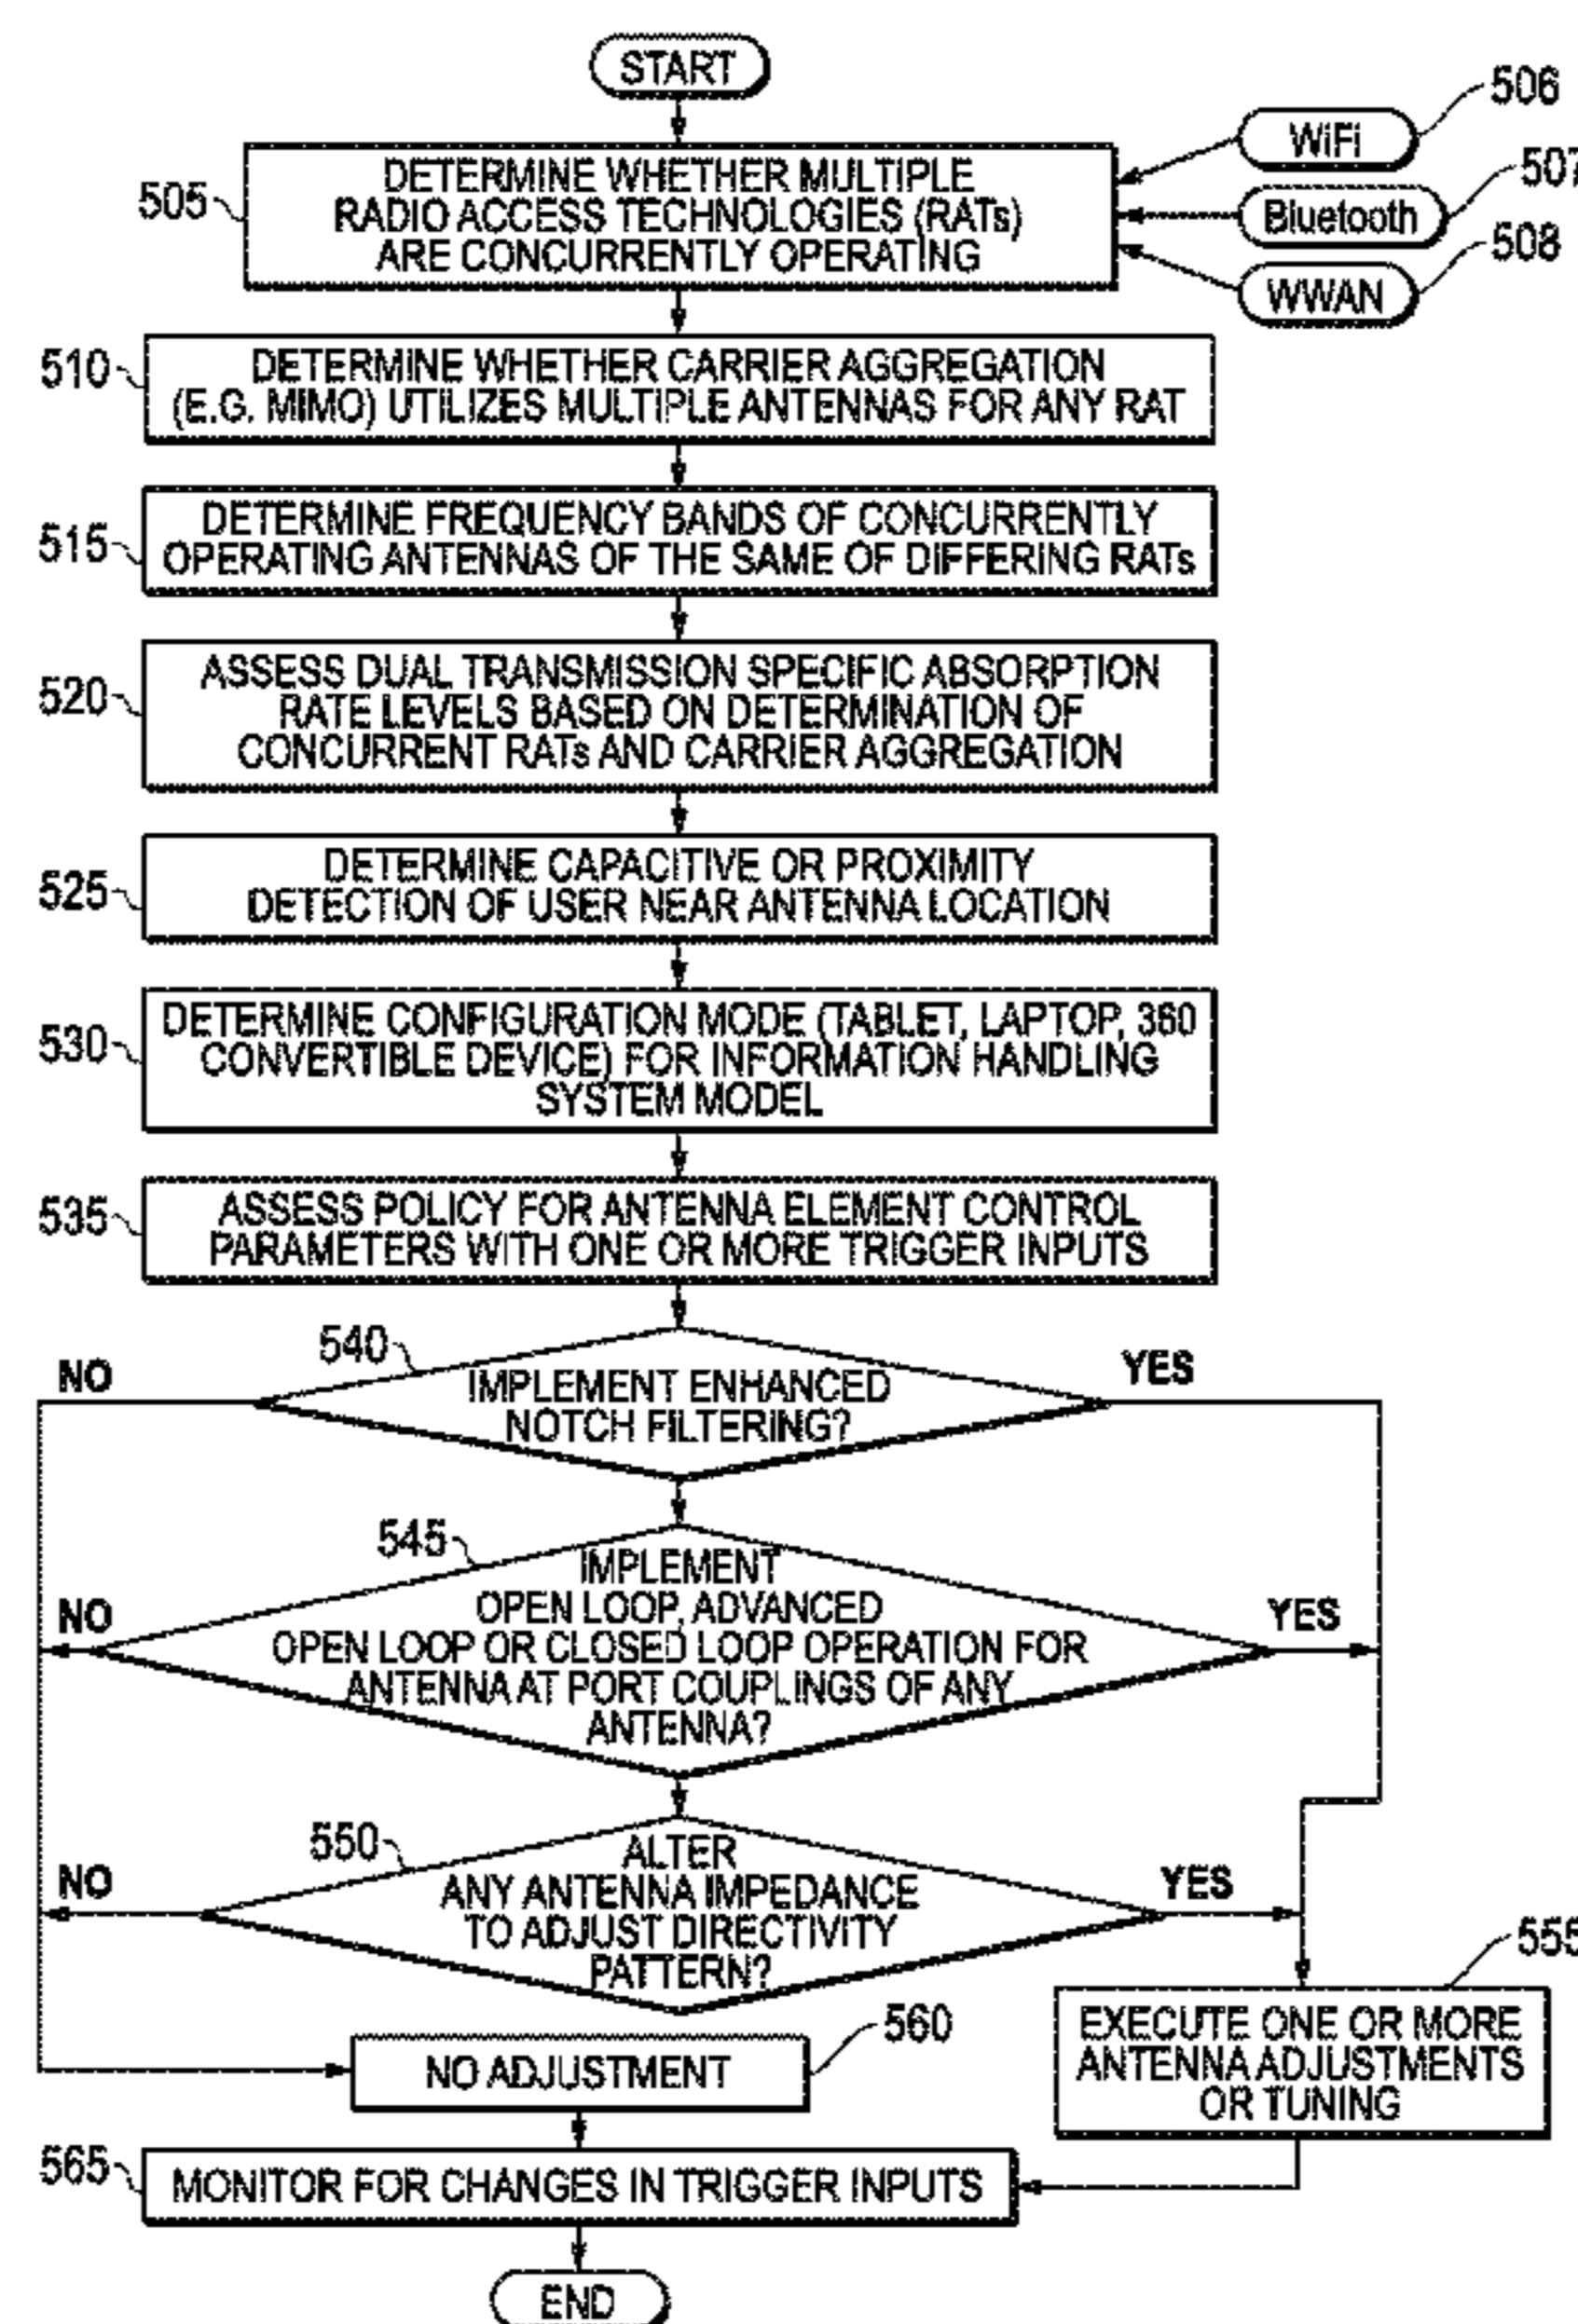 START
506
WiFi
DETERMINE WHETHER MULTIPLE
RADIO ACCESS TECHNOLOGIES (RATs)
ARE CONCURRENTLY OPERATING
505
507
Bluetooth
508
WWAN
510
DETERMINE WHETHER CARRIER AGGREGATION
(E.G. MIMO) UTILIZES MULTIPLE ANTENNAS FOR ANY RAT
515
DETERMINE FREQUENCY BANDS OF CONCURRENTLY
OPERATING ANTENNAS OF THE SAME OF DIFFERING RATs
520
ASSESS DUAL TRANSMISSION SPECIFIC ABSORPTION
RATE LEVELS BASED ON DETERMINATION OF
CONCURRENT RATs AND CARRIER AGGREGATION
525
DETERMINE CAPACITIVE OR PROXIMITY
DETECTION OF USER NEAR ANTENNA LOCATION
530
DETERMINE CONFIGURATION MODE (TABLET, LAPTOP, 360
CONVERTIBLE DEVICE) FOR INFORMATION HANDLING
SYSTEM MODEL
535
ASSESS POLICY FOR ANTENNA ELEMENT CONTROL
PARAMETERS WITH ONE OR MORE TRIGGER INPUTS
540
NO
YES
IMPLEMENT ENHANCED
NOTCH FILTERING?
545
NO
YES
IMPLEMENT
OPEN LOOP, ADVANCED
OPEN LOOP OR CLOSED LOOP OPERATION FOR
ANTENNA AT PORT COUPLINGS OF ANY
ANTENNA?
550
NO
YES
ALTER
ANY ANTENNA IMPEDANCE
TO ADJUST DIRECTIVITY
PATTERN?
555
EXECUTE ONE OR MORE
ANTENNA ADJUSTMENTS
OR TUNING
560
NO ADJUSTMENT
565
MONITOR FOR CHANGES IN TRIGGER INPUTS
END